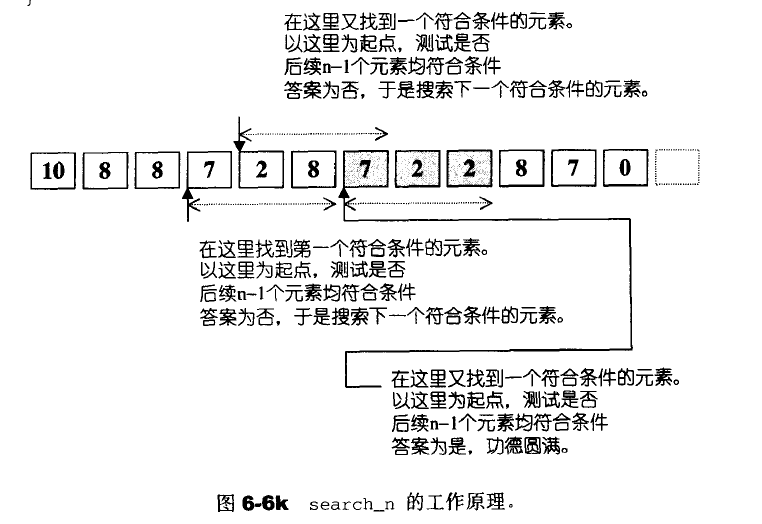 }
在这里又找到一个符合条件的元素。
以这里为起点，测试是否
后续n-1个元素均符合条件
答案为否，于是搜索下一个符合条件的元素。
10 8 8 7 2 8 7 2 2 8 7 0
在这里找到第一个符合条件的元素。
以这里为起点，测试是否
后续n-1个元素均符合条件
答案为否，于是搜索下一个符合条件的元素。
在这里又找到一个符合条件的元素。
以这里为起点，测试是否
后续n-1个元素均符合条件
答案为是，功德圆满。
图 6-6k search_n 的工作原理。